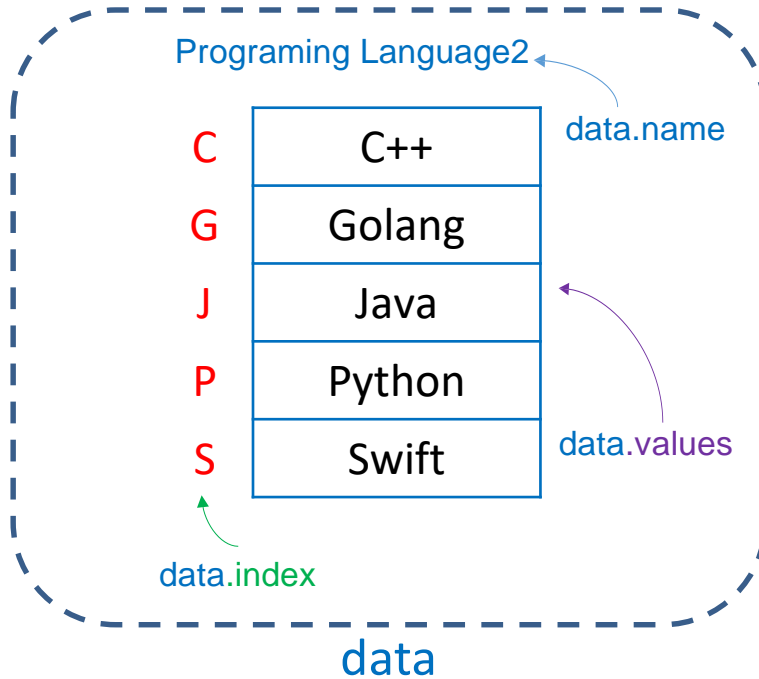 Programing Language2
data.name
C C++
G Golang
J Java
P Python
S Swift
data.values
data.index
data